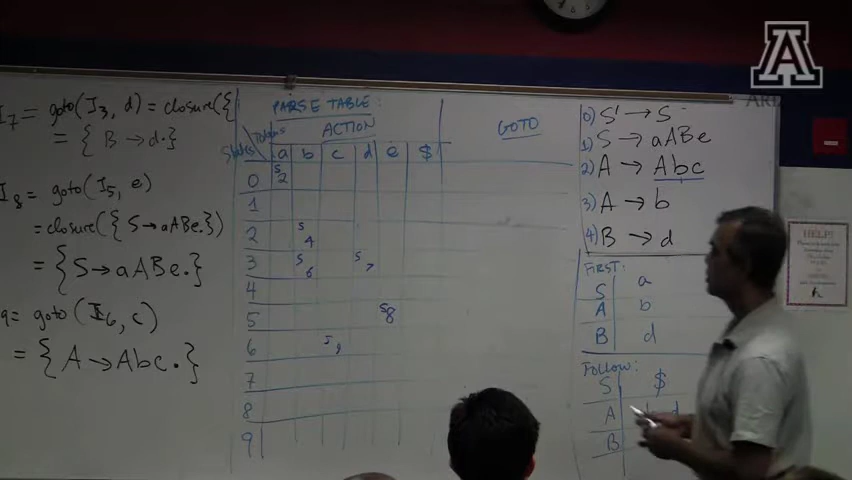 I7 = goto(I3, d) = closure({
= { B → d· }
I8 = goto(I5, e)
= closure({ S → aABe. })
= { S → aABe. }
9 = goto(I6, c)
= { A → Abc. }
PARSE TABLE:
Tokens ACTION GOTO
States a b c d e $
0 s2
1
2 s4
3 s6 s7
4
5 s8
6 s9
7
8
9
0) S' → S
1) S → aABe
2) A → Abc
3) A → b
4) B → d
FIRST:
S a
A b
B d
Follow:
S $
A b d
B
HELP!
A